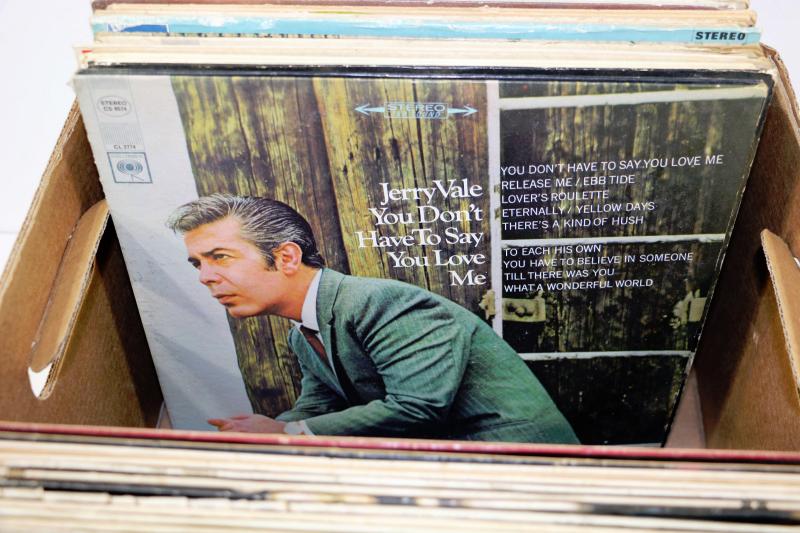 STEREO
STEREO
CS 9574
CL 2774
STEREO
Jerry Vale
You Don't
Have To Say
You Love
Me
YOU DON'T HAVE TO SAY YOU LOVE ME
RELEASE ME / EBB TIDE
LOVER'S ROULETTE
ETERNALLY / YELLOW DAYS
THERE'S A KIND OF HUSH
TO EACH HIS OWN
YOU HAVE TO BELIEVE IN SOMEONE
TILL THERE WAS YOU
WHAT A WONDERFUL WORLD